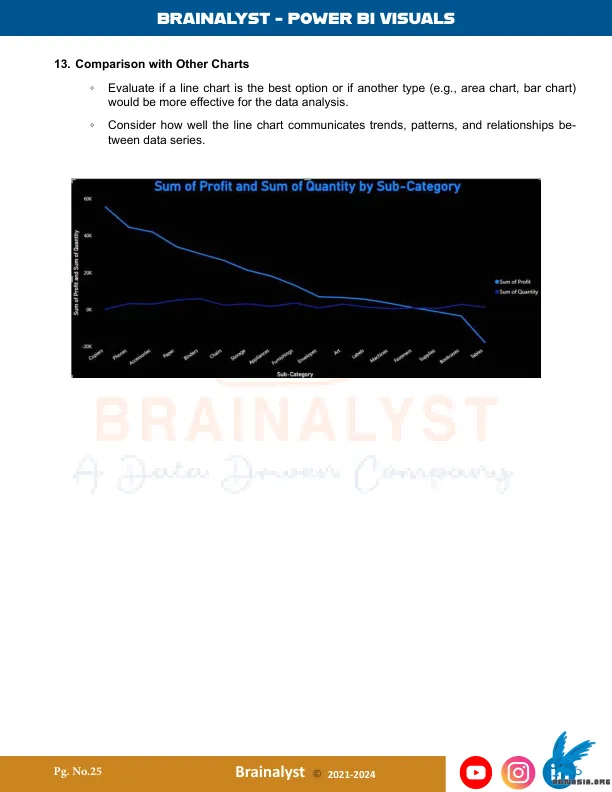 BRAINALYST - POWER BI VISUALS
13. Comparison with Other Charts
◦ Evaluate if a line chart is the best option or if another type (e.g., area chart, bar chart)
would be more effective for the data analysis.
◦ Consider how well the line chart communicates trends, patterns, and relationships be-
tween data series.
Sum of Profit and Sum of Quantity by Sub-Category
60K
40K
20K
0K
-20K
Sum of Profit and Sum of Quantity
Sum of Profit
Sum of Quantity
Copiers Phones Accessories Paper Binders Chairs Storage Appliances Furnishings Envelopes Art Labels Machines Fasteners Supplies Bookcases Tables
Sub-Category
BRAINALYST
A Data Driven Company
Pg. No.25
Brainalyst © 2021-2024
in